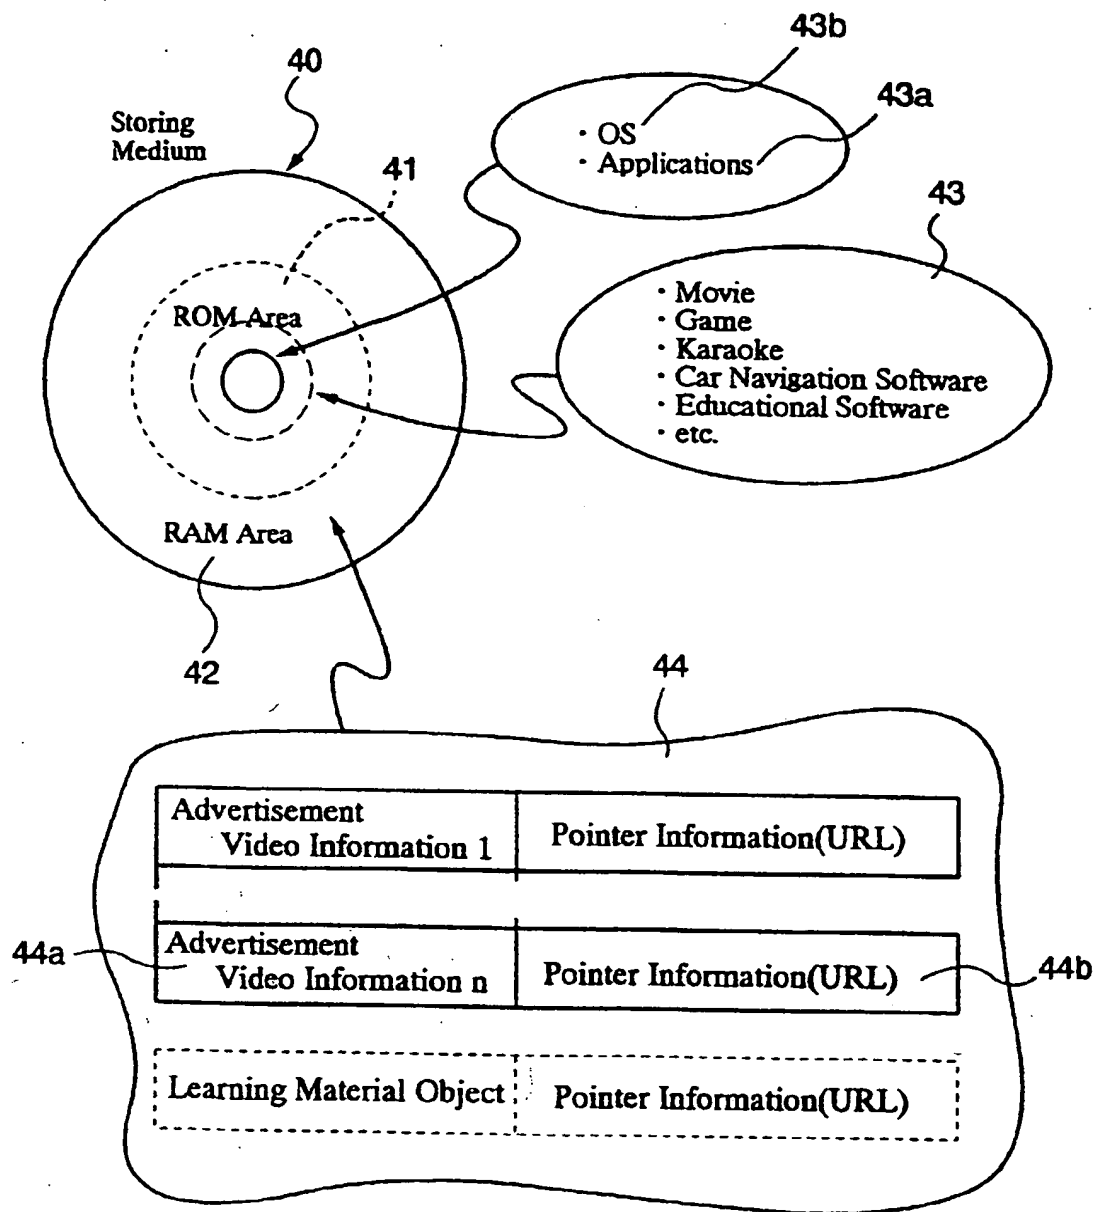 43b
40
43a
Storing
Medium
・OS
・Applications
41
43
・Movie
・Game
・Karaoke
・Car Navigation Software
・Educational Software
・etc.
ROM Area
RAM Area
42
44
Advertisement
Video Information 1
Pointer Information(URL)
44a
Advertisement
Video Information n
Pointer Information(URL)
44b
Learning Material Object
Pointer Information(URL)